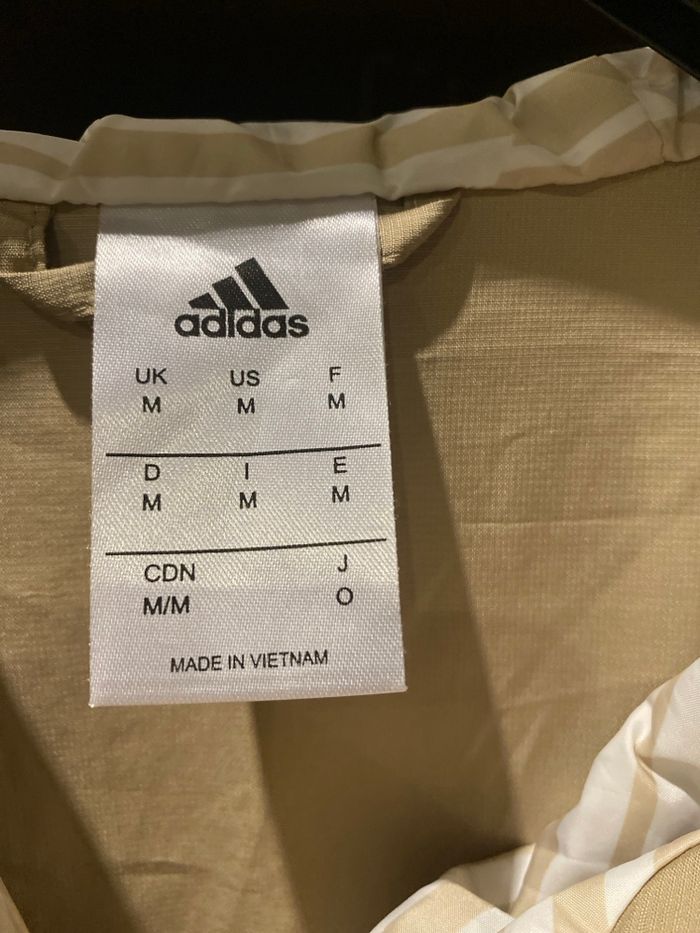 adidas
UK US F
M M M
D I E
M M M
CDN J
M/M O
MADE IN VIETNAM